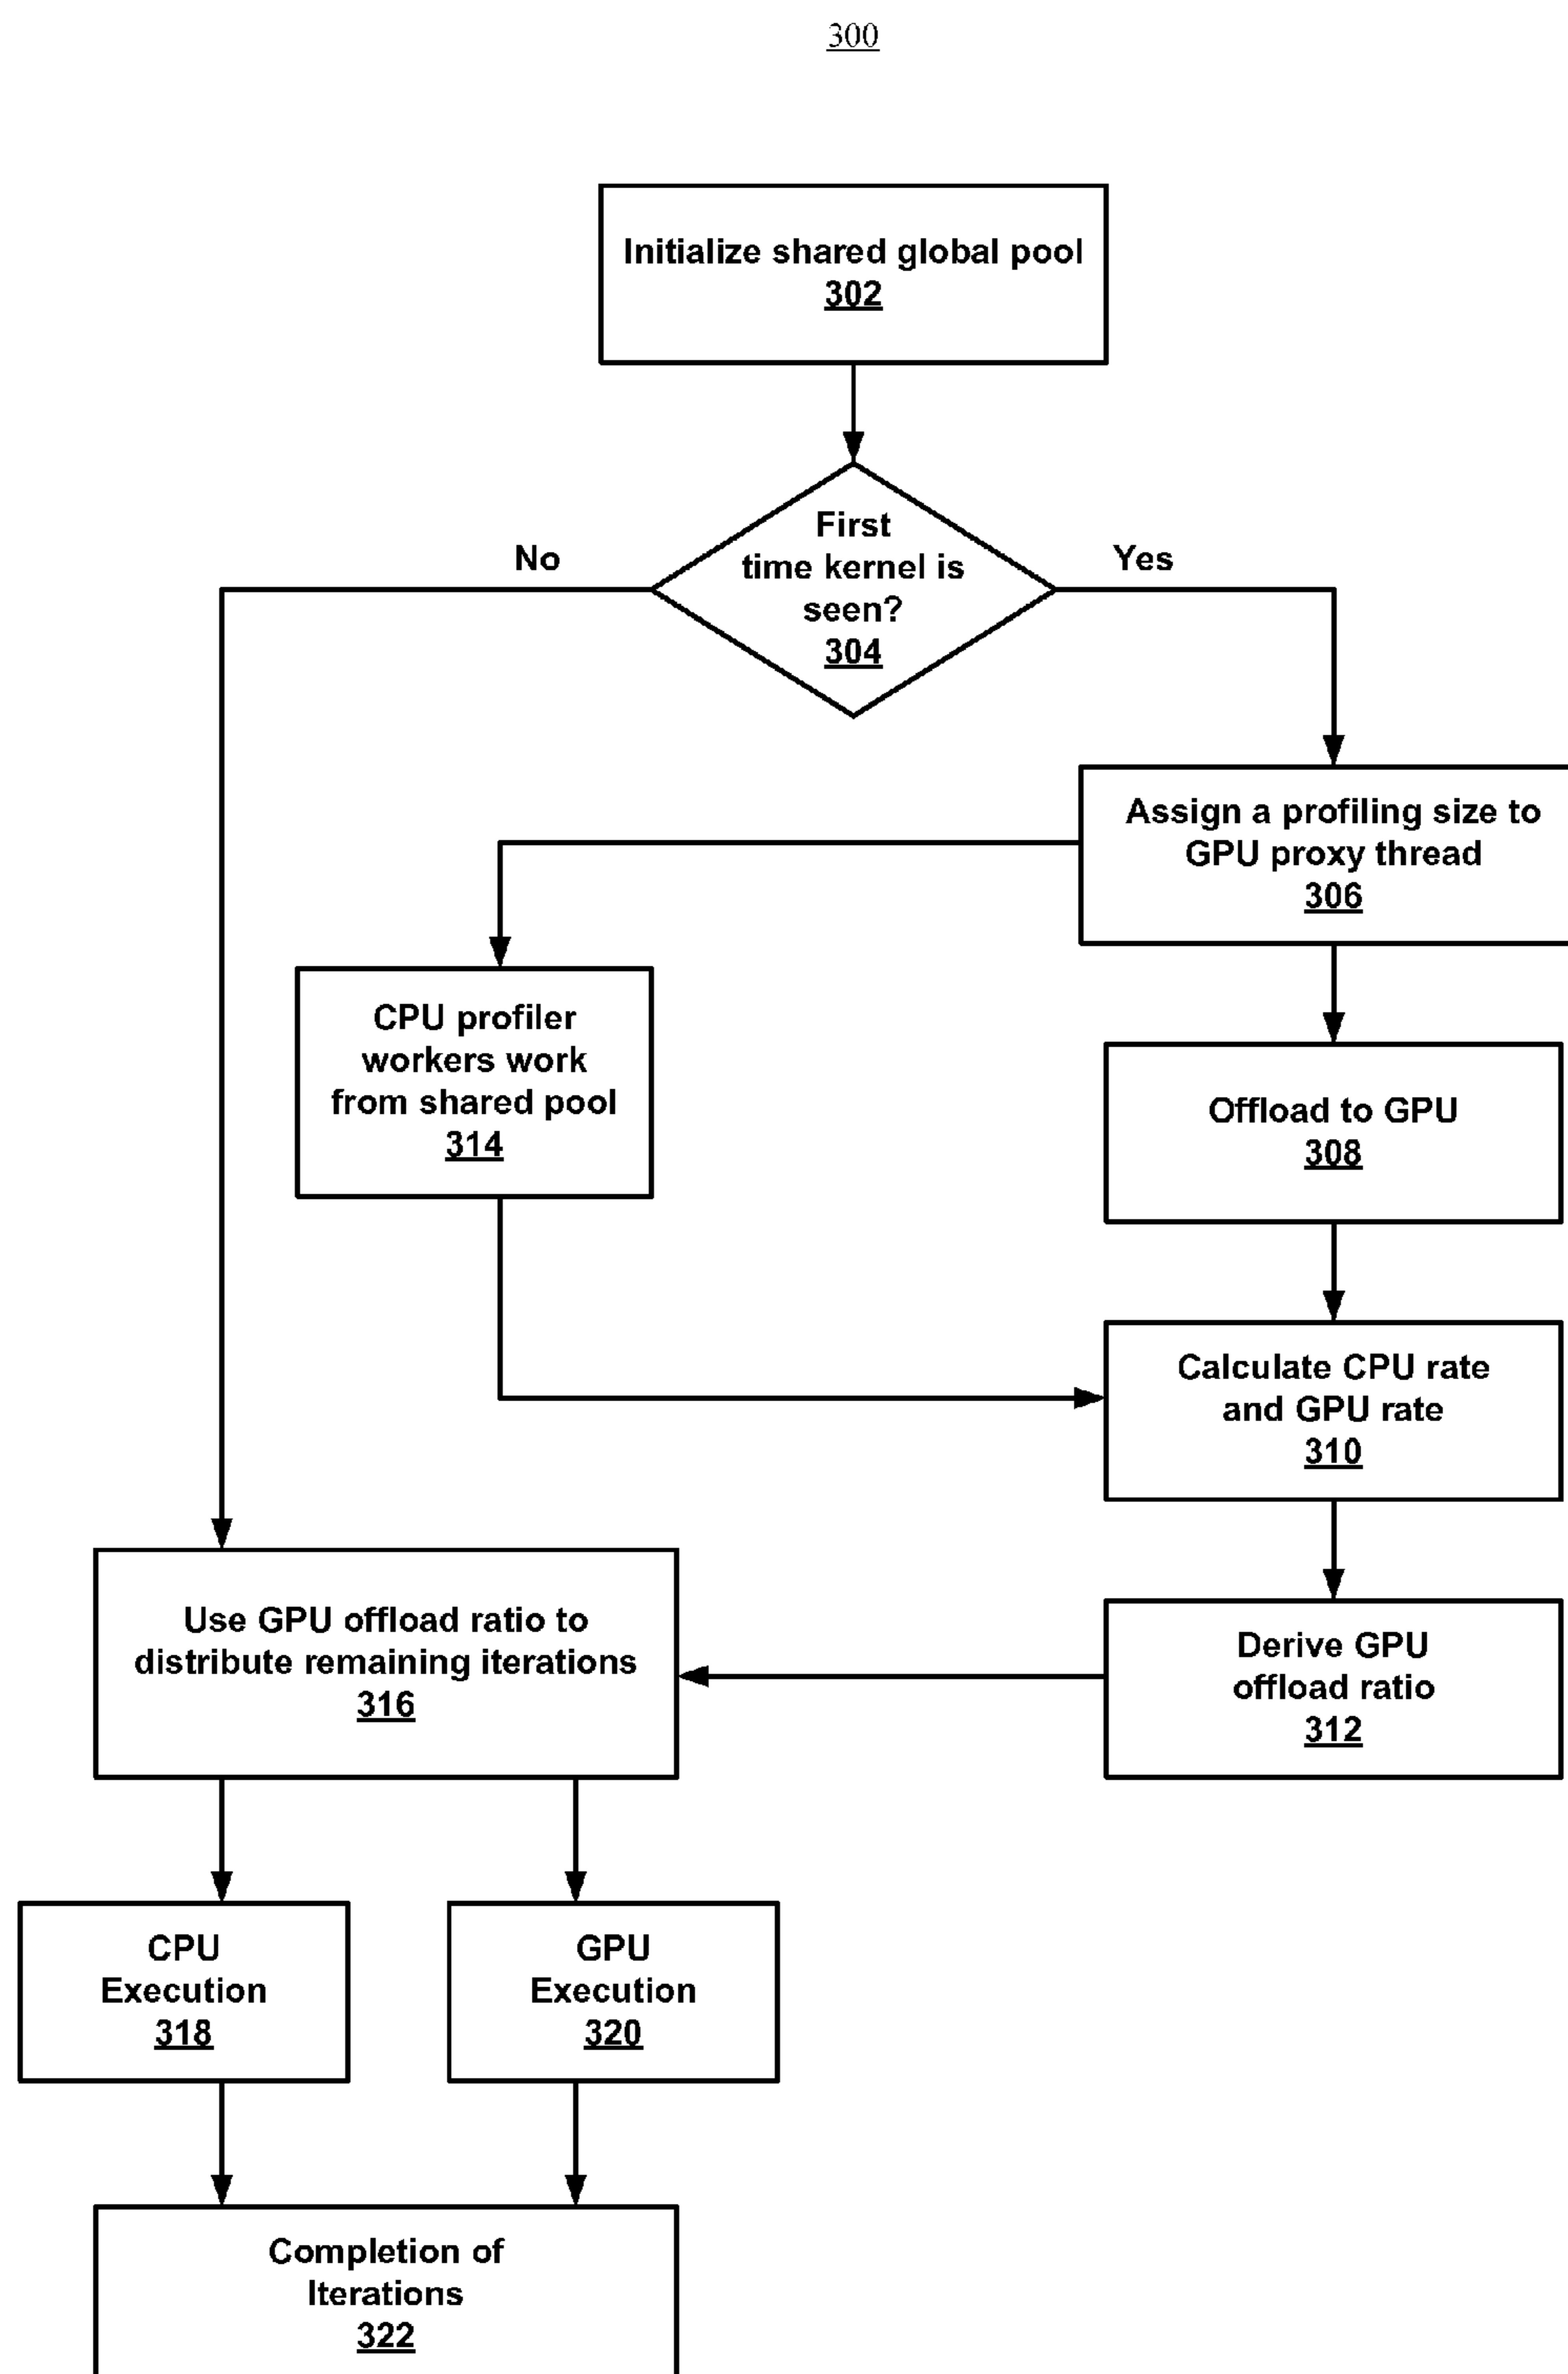 300
Initialize shared global pool
302
First
time kernel is
seen?
304
No
Yes
Assign a profiling size to
GPU proxy thread
306
CPU profiler
workers work
from shared pool
314
Offload to GPU
308
Calculate CPU rate
and GPU rate
310
Use GPU offload ratio to
distribute remaining iterations
316
Derive GPU
offload ratio
312
CPU
Execution
318
GPU
Execution
320
Completion of
Iterations
322